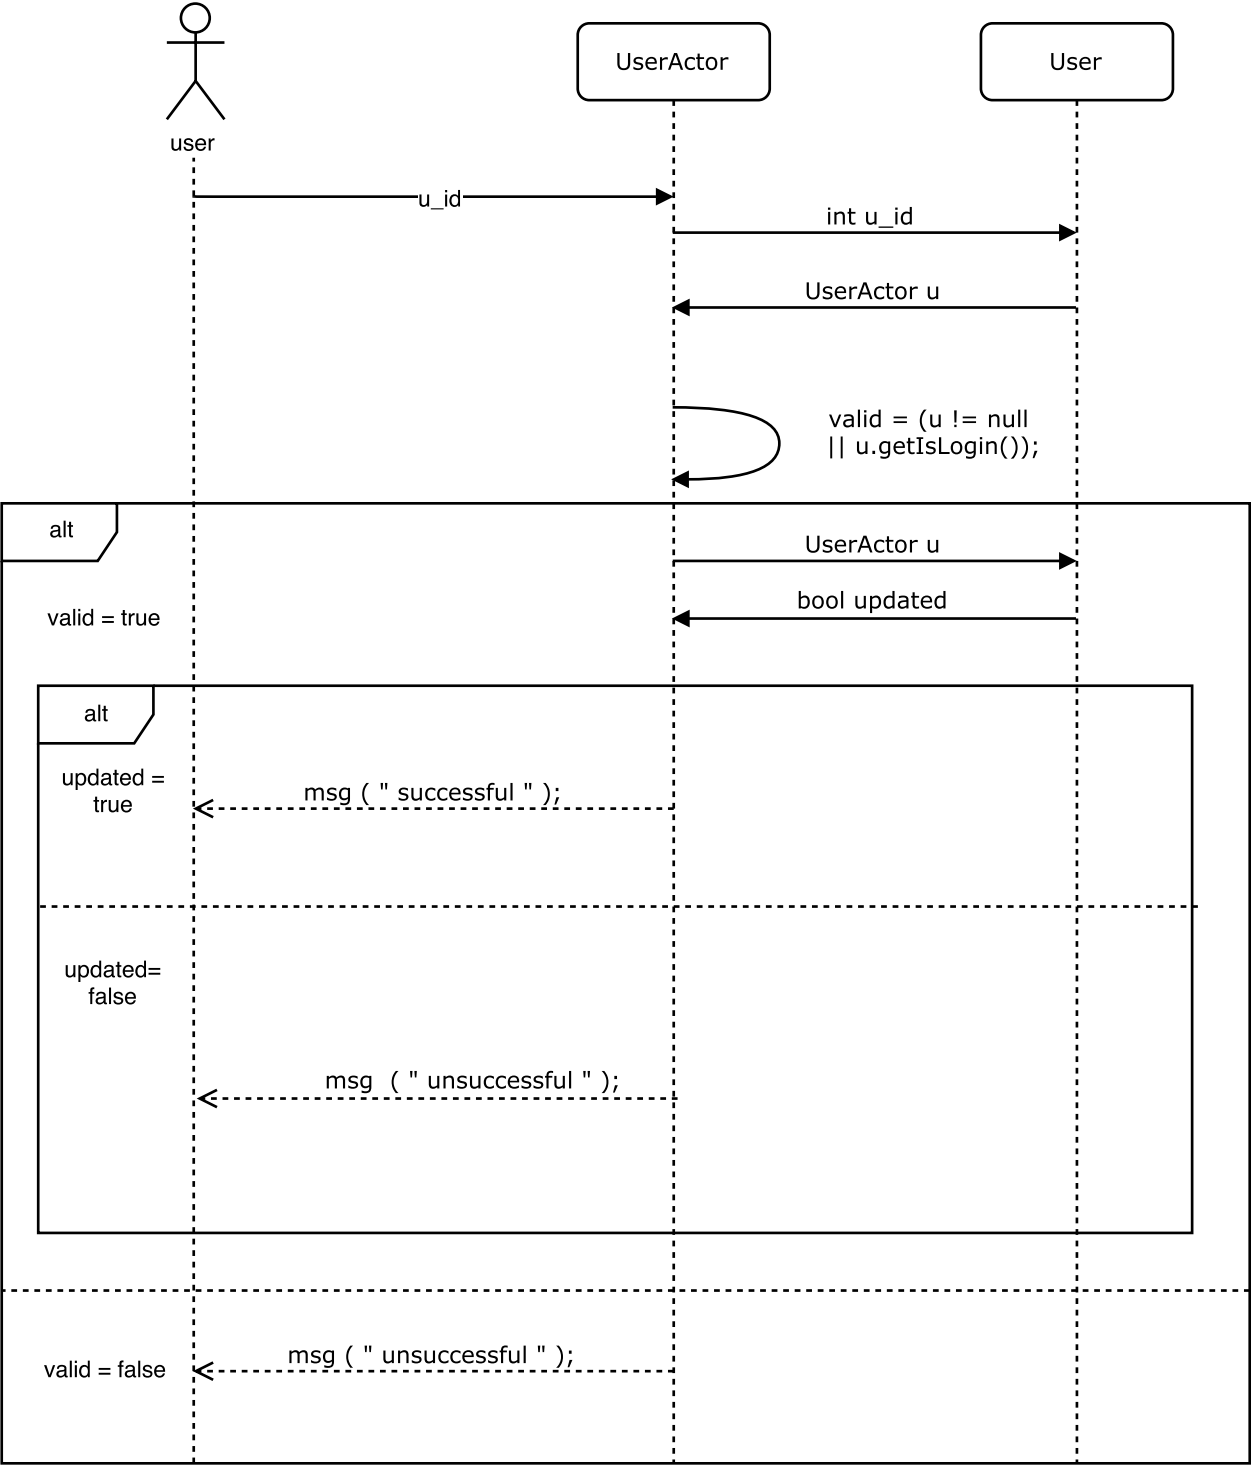 UserActor
User
user
u_id
int u_id
UserActor u
valid = (u != null
|| u.getIsLogin());
alt
UserActor u
bool updated
valid = true
alt
updated =
true
msg ( " successful " );
updated=
false
msg  ( " unsuccessful " );
msg ( " unsuccessful " );
valid = false